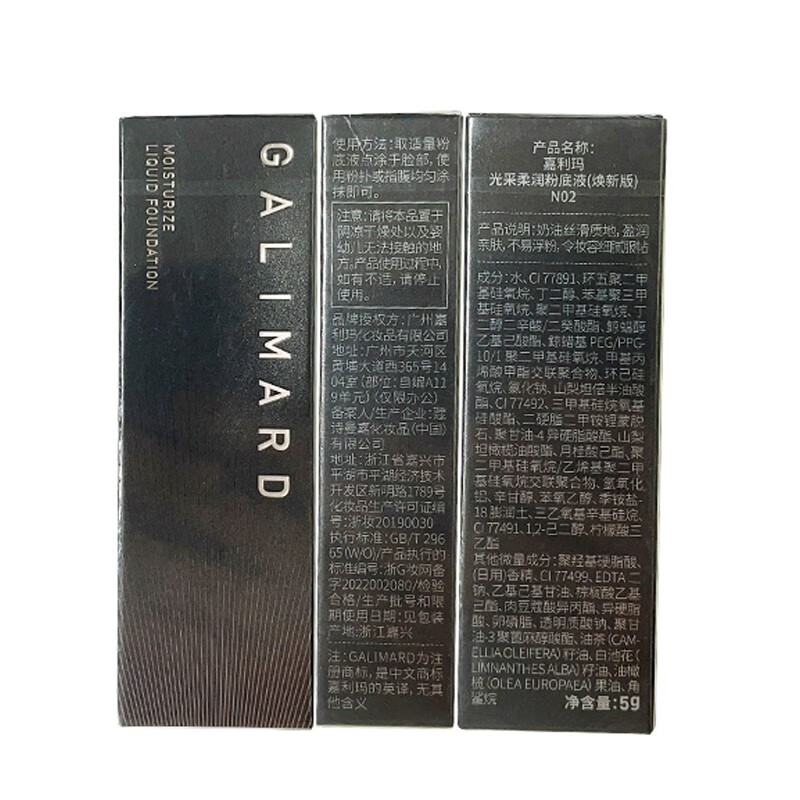 GALIMARD
MOISTURIZE
LIQUID FOUNDATION
使用方法：取适量粉
底液点涂于脸部，使
用粉扑或指腹均匀涂
抹即可。
注意：请将本品置于
阴凉干燥处以及婴
幼儿无法接触的地
方。产品使用过程中，
如有不适，请停止
使用。
品牌授权方：广州嘉
利玛化妆品有限公司
地址：广州市天河区
黄埔大道西365号14
04室（部位：自编A11
9单元）（仅限办公）
备案人/生产企业：蔻
诗曼嘉化妆品（中国）
有限公司
地址：浙江省嘉兴市
平湖市平湖经济技术
开发区新明路1789号
化妆品生产许可证编
号：浙妆20190030
执行标准：GB/T 296
65(W/O)/产品执行的
标准编号：浙G妆网备
字2022002080/检验
合格/生产批号和限
期使用日期：见包装
产地：浙江嘉兴
注：GALIMARD为注
册商标，是中文商标
嘉利玛的英译，无其
他含义
产品名称：
嘉利玛
光采柔润粉底液(焕新版)
N02
产品说明：奶油丝滑质地，盈润
亲肤，不易浮粉，令妆容细腻服帖
成分：水、CI 77891、环五聚二甲
基硅氧烷、丁二醇、苯基聚三甲
基硅氧烷、聚二甲基硅氧烷、丁
二醇二辛酸/二癸酸酯、鲸蜡醇
乙基己酸酯、鲸蜡基 PEG/PPG-
10/1 聚二甲基硅氧烷、甲基丙
烯酸甲酯交联聚合物、环己硅
氧烷、氯化钠、山梨坦倍半油酸
酯、CI 77492、三甲基硅烷氧基
硅酸酯、二硬脂二甲铵锂蒙脱
石、聚甘油-4 异硬脂酸酯、山梨
坦橄榄油酸酯、月桂酸己酯、聚
二甲基硅氧烷/乙烯基聚二甲
基硅氧烷交联聚合物、氢氧化
铝、辛甘醇、苯氧乙醇、季铵盐-
18 膨润土、三乙氧基辛基硅烷、
CI 77491、1,2-己二醇、柠檬酸三
乙酯
其他微量成分：聚羟基硬脂酸、
(日用)香精、CI 77499、EDTA 二
钠、乙基己基甘油、棕榈酸乙基
己酯、肉豆蔻酸异丙酯、异硬脂
酸、卵磷脂、透明质酸钠、聚甘
油-3 聚蓖麻醇酸酯、油茶 (CAM-
ELLIA OLEIFERA) 籽油、白池花 (
LIMNANTHES ALBA) 籽油、油橄
榄 (OLEA EUROPAEA) 果油、角
鲨烷
净含量：5g